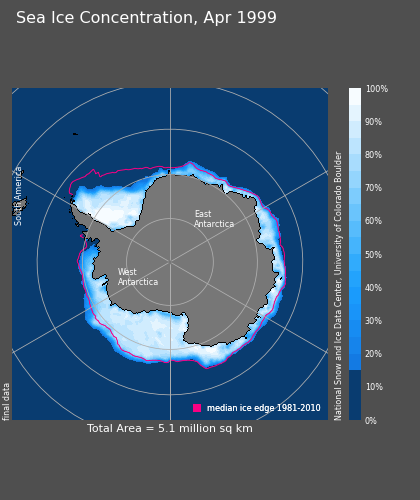 Sea Ice Concentration, Apr 1999
South America
East
Antarctica
West
Antarctica
median ice edge 1981-2010
final data
100%
90%
80%
70%
60%
50%
40%
30%
20%
10%
0%
National Snow and Ice Data Center, University of Colorado Boulder
Total Area = 5.1 million sq km